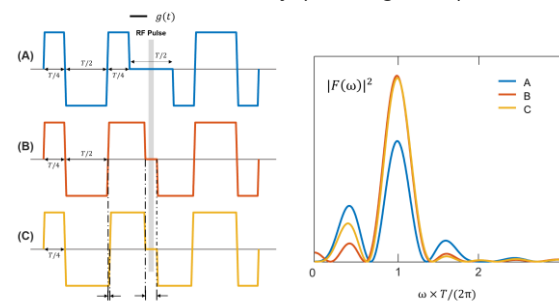 g(t)
RF Pulse
(A)
T/4
T/2
T/4
T/2
(B)
T/4
T/2
(C)
T/4
|F(ω)|²
A
B
C
0
1
2
ω × T/(2π)